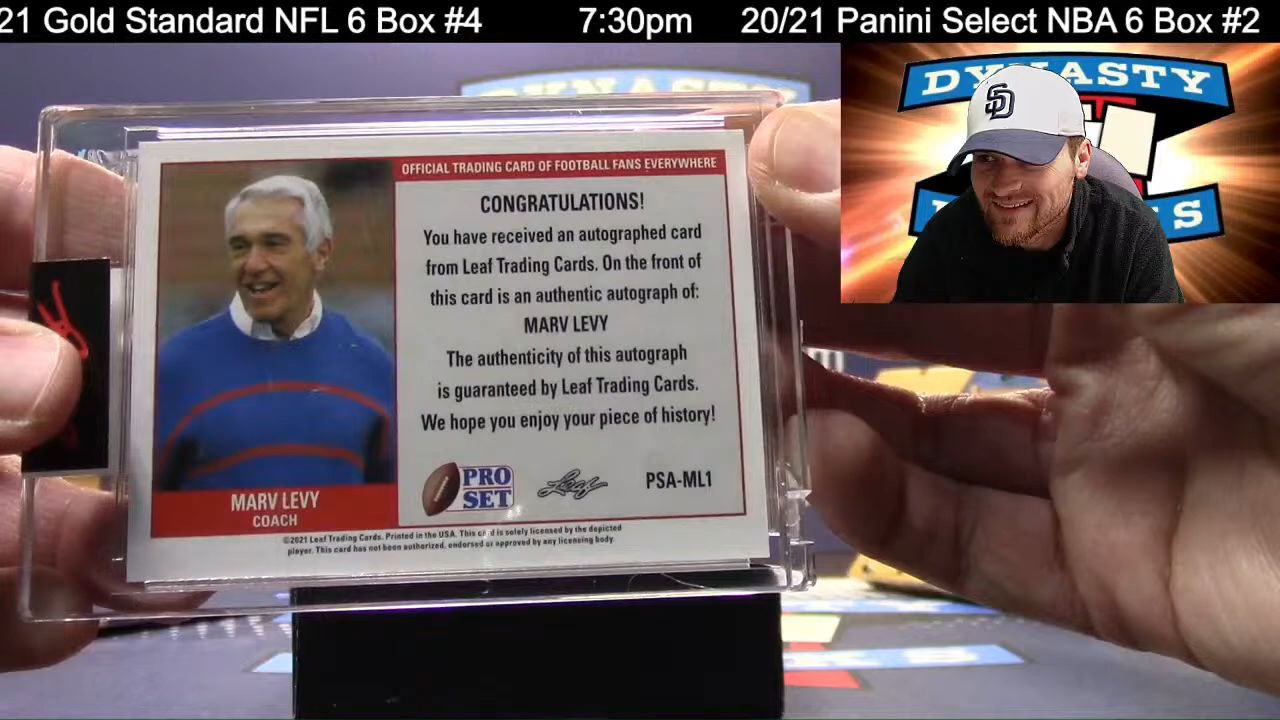 21 Gold Standard NFL 6 Box #4 7:30pm 20/21 Panini Select NBA 6 Box #2
DYNASTY
S
SD
OFFICIAL TRADING CARD OF FOOTBALL FANS EVERYWHERE
CONGRATULATIONS!
You have received an autographed card
from Leaf Trading Cards. On the front of
this card is an authentic autograph of:
MARV LEVY
The authenticity of this autograph
is guaranteed by Leaf Trading Cards.
We hope you enjoy your piece of history!
PRO
SET
Leaf
PSA-ML1
MARV LEVY
COACH
©2021 Leaf Trading Cards. Printed in the USA. This card is solely licensed by the depicted
player. This card has not been authorized, endorsed or approved by any licensing body.